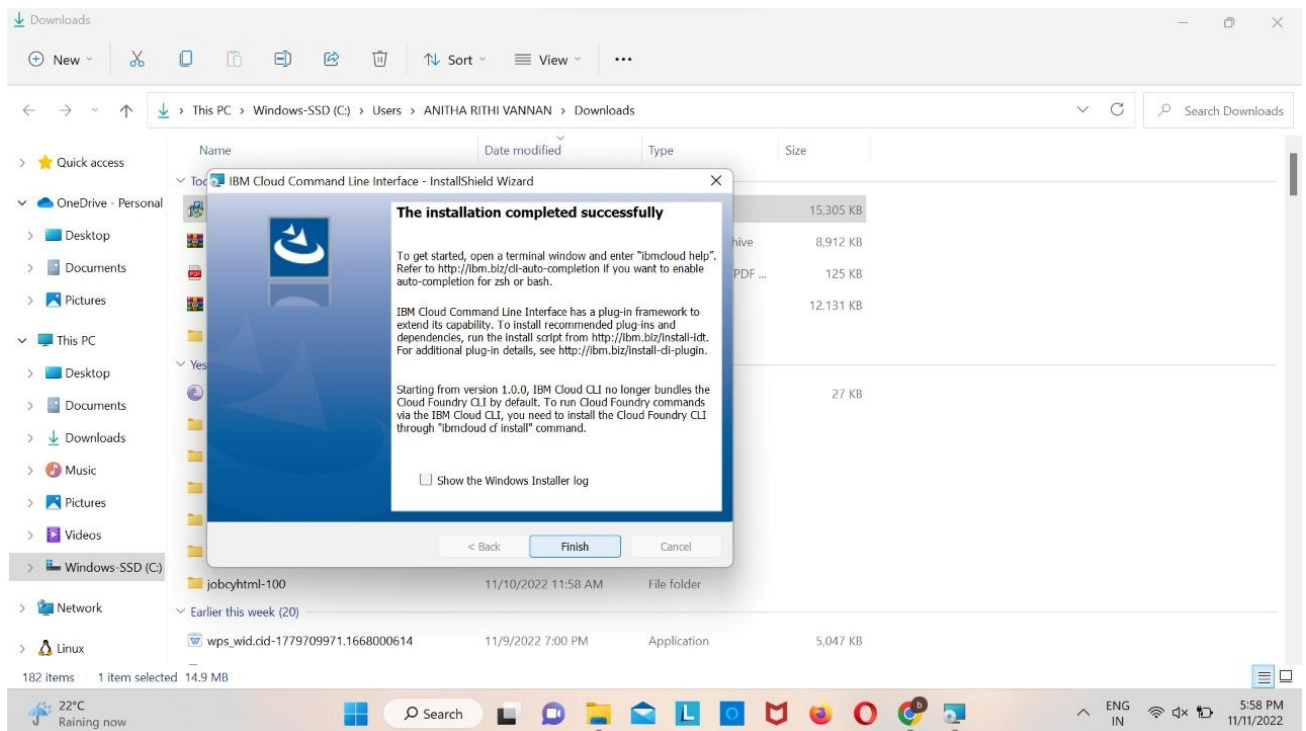 Downloads
New
Sort
View
This PC > Windows-SSD (C:) > Users > ANITHA RITHI VANNAN > Downloads
Search Downloads
Name Date modified Type Size
Quick access
OneDrive - Personal
Desktop
Documents
Pictures
This PC
Desktop
Documents
Downloads
Music
Pictures
Videos
Windows-SSD (C:)
Network
Linux
IBM Cloud Command Line Interface - InstallShield Wizard
The installation completed successfully
To get started, open a terminal window and enter "ibmcloud help".
Refer to http://ibm.biz/cli-auto-completion if you want to enable
auto-completion for zsh or bash.
IBM Cloud Command Line Interface has a plug-in framework to
extend its capability. To install recommended plug-ins and
dependencies, run the install script from http://ibm.biz/install-idt.
For additional plug-in details, see http://ibm.biz/install-cli-plugin.
Starting from version 1.0.0, IBM Cloud CLI no longer bundles the
Cloud Foundry CLI by default. To run Cloud Foundry commands
via the IBM Cloud CLI, you need to install the Cloud Foundry CLI
through "ibmcloud cf install" command.
Show the Windows Installer log
< Back Finish Cancel
15,305 KB
8,912 KB
PDF ... 125 KB
12,131 KB
27 KB
jobcyhtml-100 11/10/2022 11:58 AM File folder
Earlier this week (20)
wps_wid.cid-1779709971.1668000614 11/9/2022 7:00 PM Application 5,047 KB
182 items 1 item selected 14.9 MB
22°C
Raining now
Search
ENG
IN
5:58 PM
11/11/2022